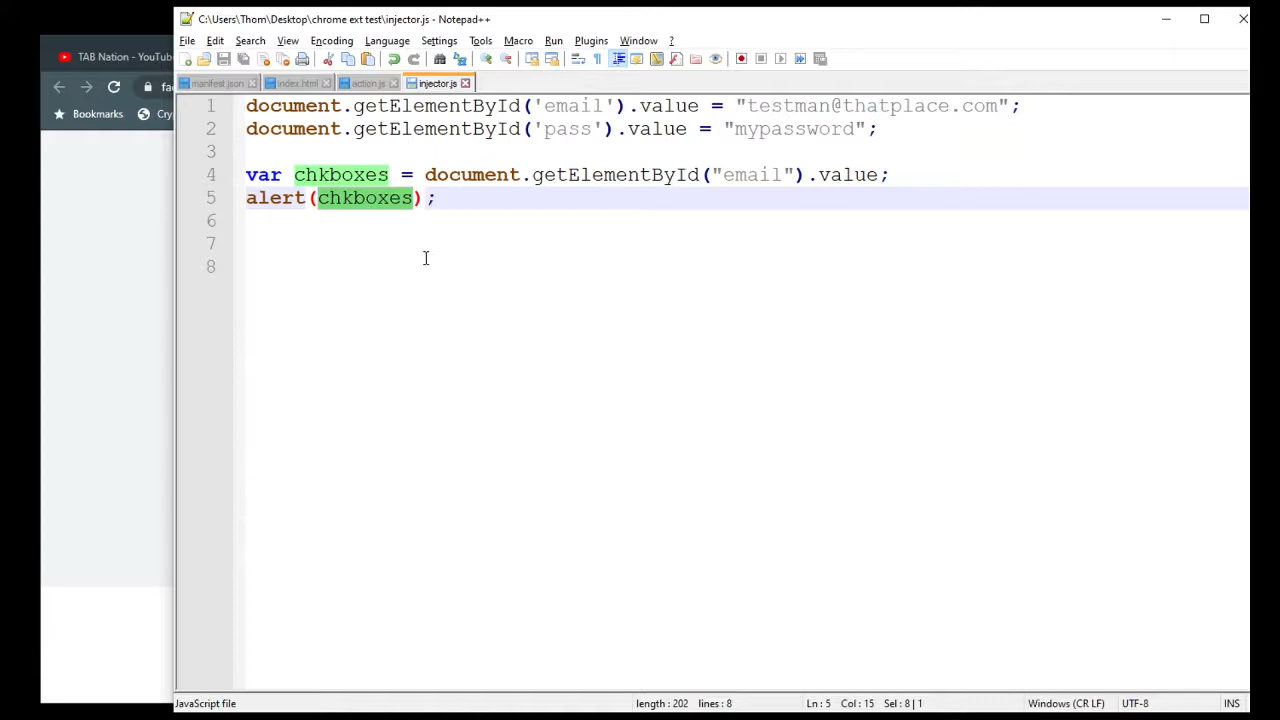 C:\Users\Thom\Desktop\chrome ext test\injector.js - Notepad++
File Edit Search View Encoding Language Settings Tools Macro Run Plugins Window ?
TAB Nation - YouTube
manifest.json index.html action.js injector.js
Bookmarks
1 document.getElementById('email').value = "testman@thatplace.com";
2 document.getElementById('pass').value = "mypassword";
3
4 var chkboxes = document.getElementById("email").value;
5 alert(chkboxes);
6
7
8
JavaScript file length : 202 lines : 8 Ln : 5 Col : 15 Sel : 8 | 1 Windows (CR LF) UTF-8 INS